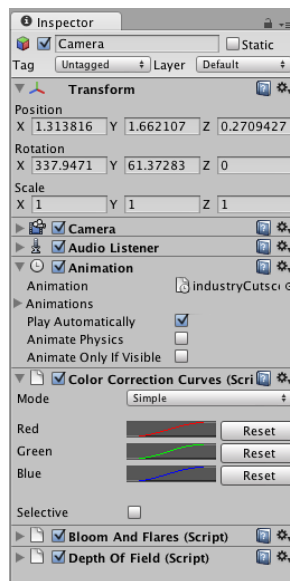 Inspector
Camera Static
Tag Untagged Layer Default
Transform
Position
X 1.313816 Y 1.662107 Z 0.2709427
Rotation
X 337.9471 Y 61.37283 Z 0
Scale
X 1 Y 1 Z 1
Camera
Audio Listener
Animation
Animation industryCutsc
Animations
Play Automatically
Animate Physics
Animate Only If Visible
Color Correction Curves (Scri
Mode Simple
Red Reset
Green Reset
Blue Reset
Selective
Bloom And Flares (Script)
Depth Of Field (Script)